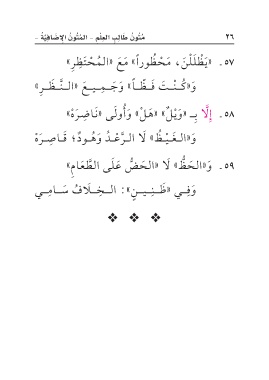 ٢٦ مُتُونُ طَالِبِ العِلْمِ - المُتُونُ الإِضَافِيَّةُ -
٥٧. «يَظْلَلْنَ، مَحْظُوراً» مَعَ «المُحْتَظِرِ»
وَ«كُنْتَ فَظّاً» وَجَمِيعَ «النَّظَرِ»
٥٨. إِلَّا بِـ «وَيْلٌ» «هَلْ» وَأُولَى «نَاضِرَهْ»
وَ«الغَيْظُ» لَا الرَّعْدُ وَهُودٌ؛ قَاصِرَهْ
٥٩. وَ«الحَظُّ» لَا «الحَضُّ عَلَى الطَّعَامِ»
وَفِي «ظَنِينٍ»: الخِلَافُ سَامِي